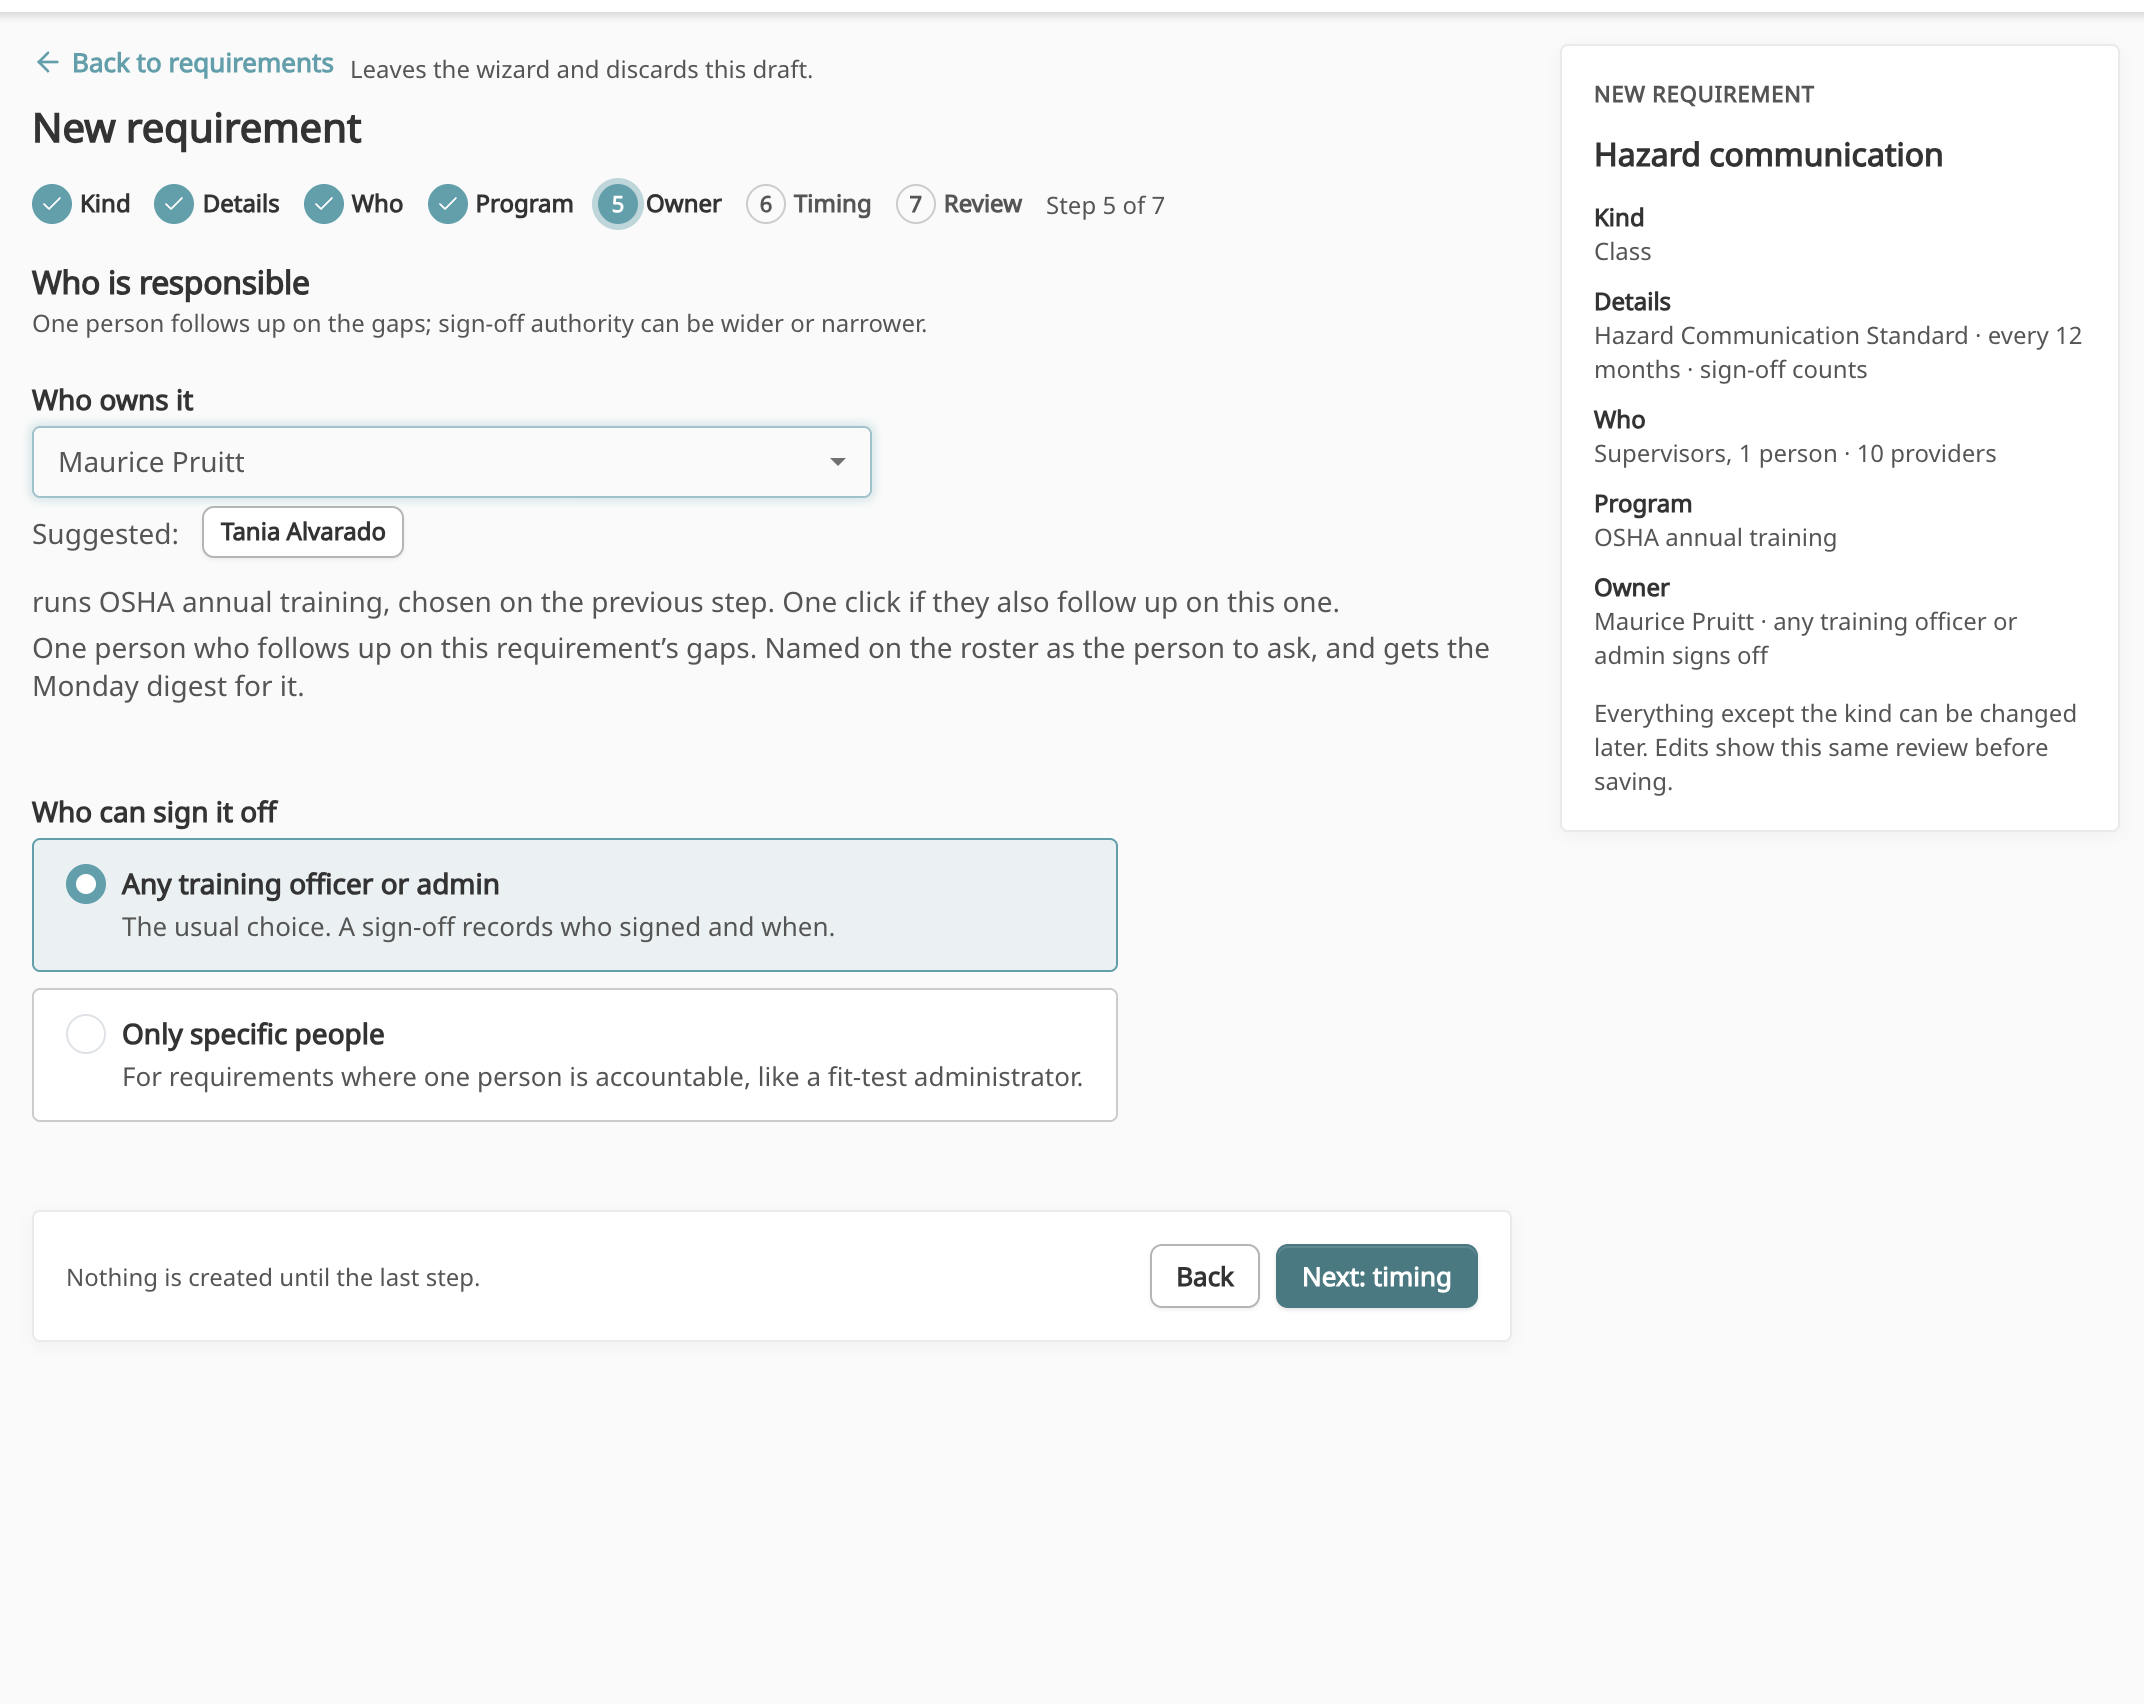 Back to requirements Leaves the wizard and discards this draft.
New requirement
Kind Details Who Program 5 Owner 6 Timing 7 Review Step 5 of 7
Who is responsible
One person follows up on the gaps; sign-off authority can be wider or narrower.
Who owns it
Maurice Pruitt
Suggested: Tania Alvarado
runs OSHA annual training, chosen on the previous step. One click if they also follow up on this one.
One person who follows up on this requirement’s gaps. Named on the roster as the person to ask, and gets the
Monday digest for it.
Who can sign it off
Any training officer or admin
The usual choice. A sign-off records who signed and when.
Only specific people
For requirements where one person is accountable, like a fit-test administrator.
Nothing is created until the last step.
Back
Next: timing
NEW REQUIREMENT
Hazard communication
Kind
Class
Details
Hazard Communication Standard · every 12
months · sign-off counts
Who
Supervisors, 1 person · 10 providers
Program
OSHA annual training
Owner
Maurice Pruitt · any training officer or
admin signs off
Everything except the kind can be changed
later. Edits show this same review before
saving.